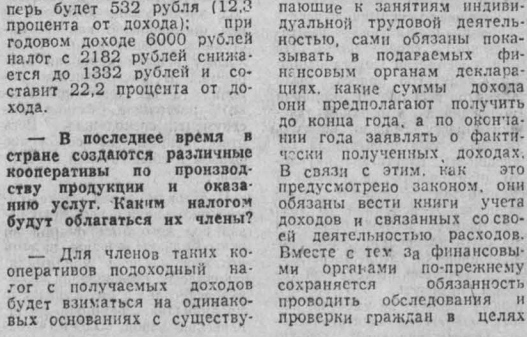 перь будет 532 рубля (12,3
процента от дохода); при
годовом доходе 6000 рублей
налог с 2182 рублей снижа-
ется до 1332 рублей и со-
ставит 22,2 процента от до-
хода.
— В последнее время в
стране создаются различные
кооперативы по производ-
ству продукции и оказа-
нию услуг. Каким налогом
будут облагаться их члены?
— Для членов таких ко-
оперативов подоходный на-
лог с получаемых доходов
будет взиматься на одинако-
вых основаниях с существу-
пающие к занятиям индиви-
дуальной трудовой деятель-
ностью, сами обязаны пока-
зывать в подаваемых фи-
нансовым органам деклара-
циях, какие суммы дохода
они предполагают получить
до конца года, а по оконча-
нии года заявлять о факти-
чески полученных доходах.
В связи с этим, как это
предусмотрено законом, они
обязаны вести книги учета
доходов и связанных со сво-
ей деятельностью расходов.
Вместе с тем за финансовы-
ми органами по-прежнему
сохраняется обязанность
проводить обследования и
проверки граждан в целях